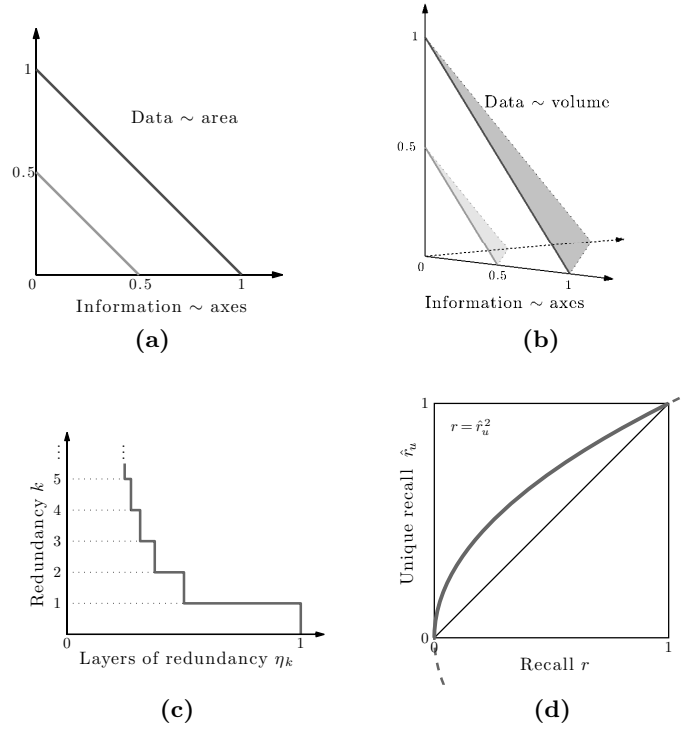 1
Data ∼ area
0.5
0
0.5
1
Information ∼ axes
(a)
1
Data ∼ volume
0.5
0
0.5
1
Information ∼ axes
(b)
⋮ ⋮
5
4
3
2
1
Redundancy k
0
1
Layers of redundancy η_k
(c)
1
r = r̂_u^2
Unique recall r̂_u
0
0
1
Recall r
(d)